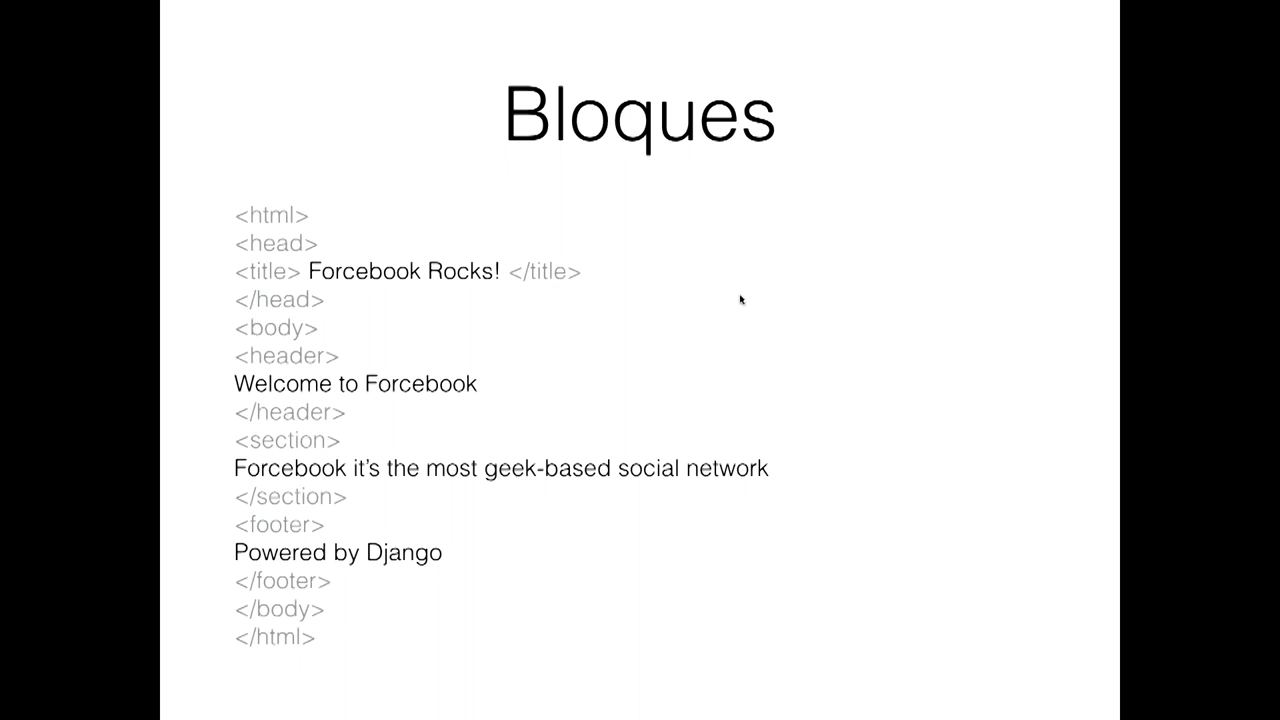 Bloques
<html>
<head>
<title> Forcebook Rocks! </title>
</head>
<body>
<header>
Welcome to Forcebook
</header>
<section>
Forcebook it’s the most geek-based social network
</section>
<footer>
Powered by Django
</footer>
</body>
</html>